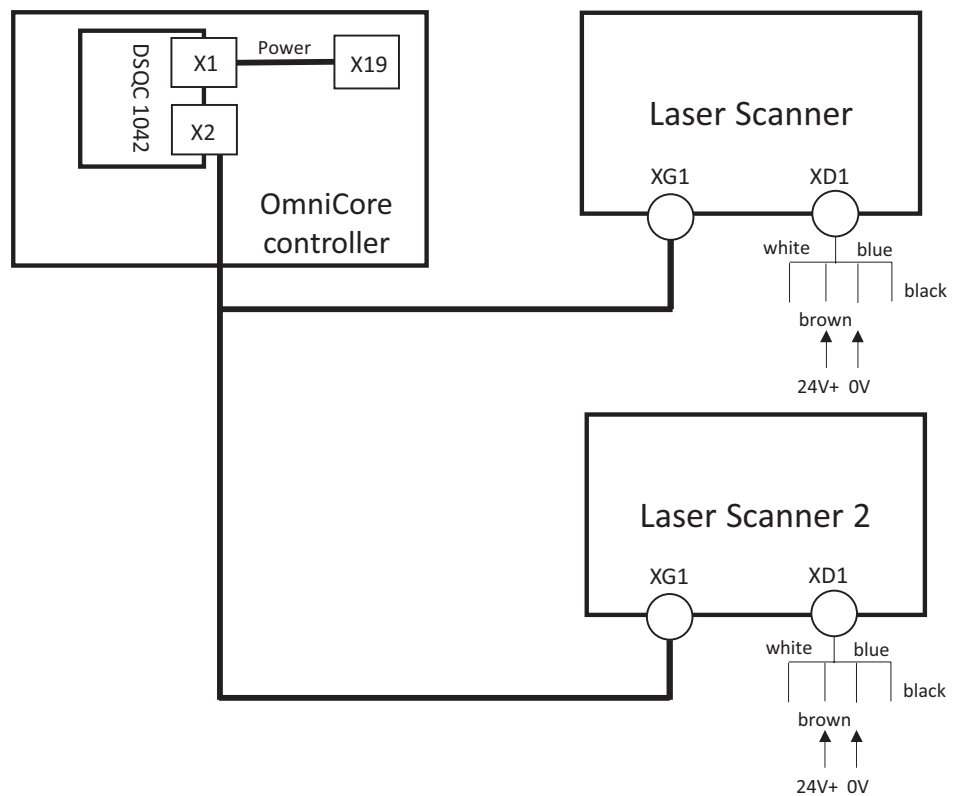 DSQC 1042
X1
Power
X19
X2
OmniCore
controller
Laser Scanner
XG1
XD1
white
blue
black
brown
24V+ 0V
Laser Scanner 2
XG1
XD1
white
blue
black
brown
24V+ 0V